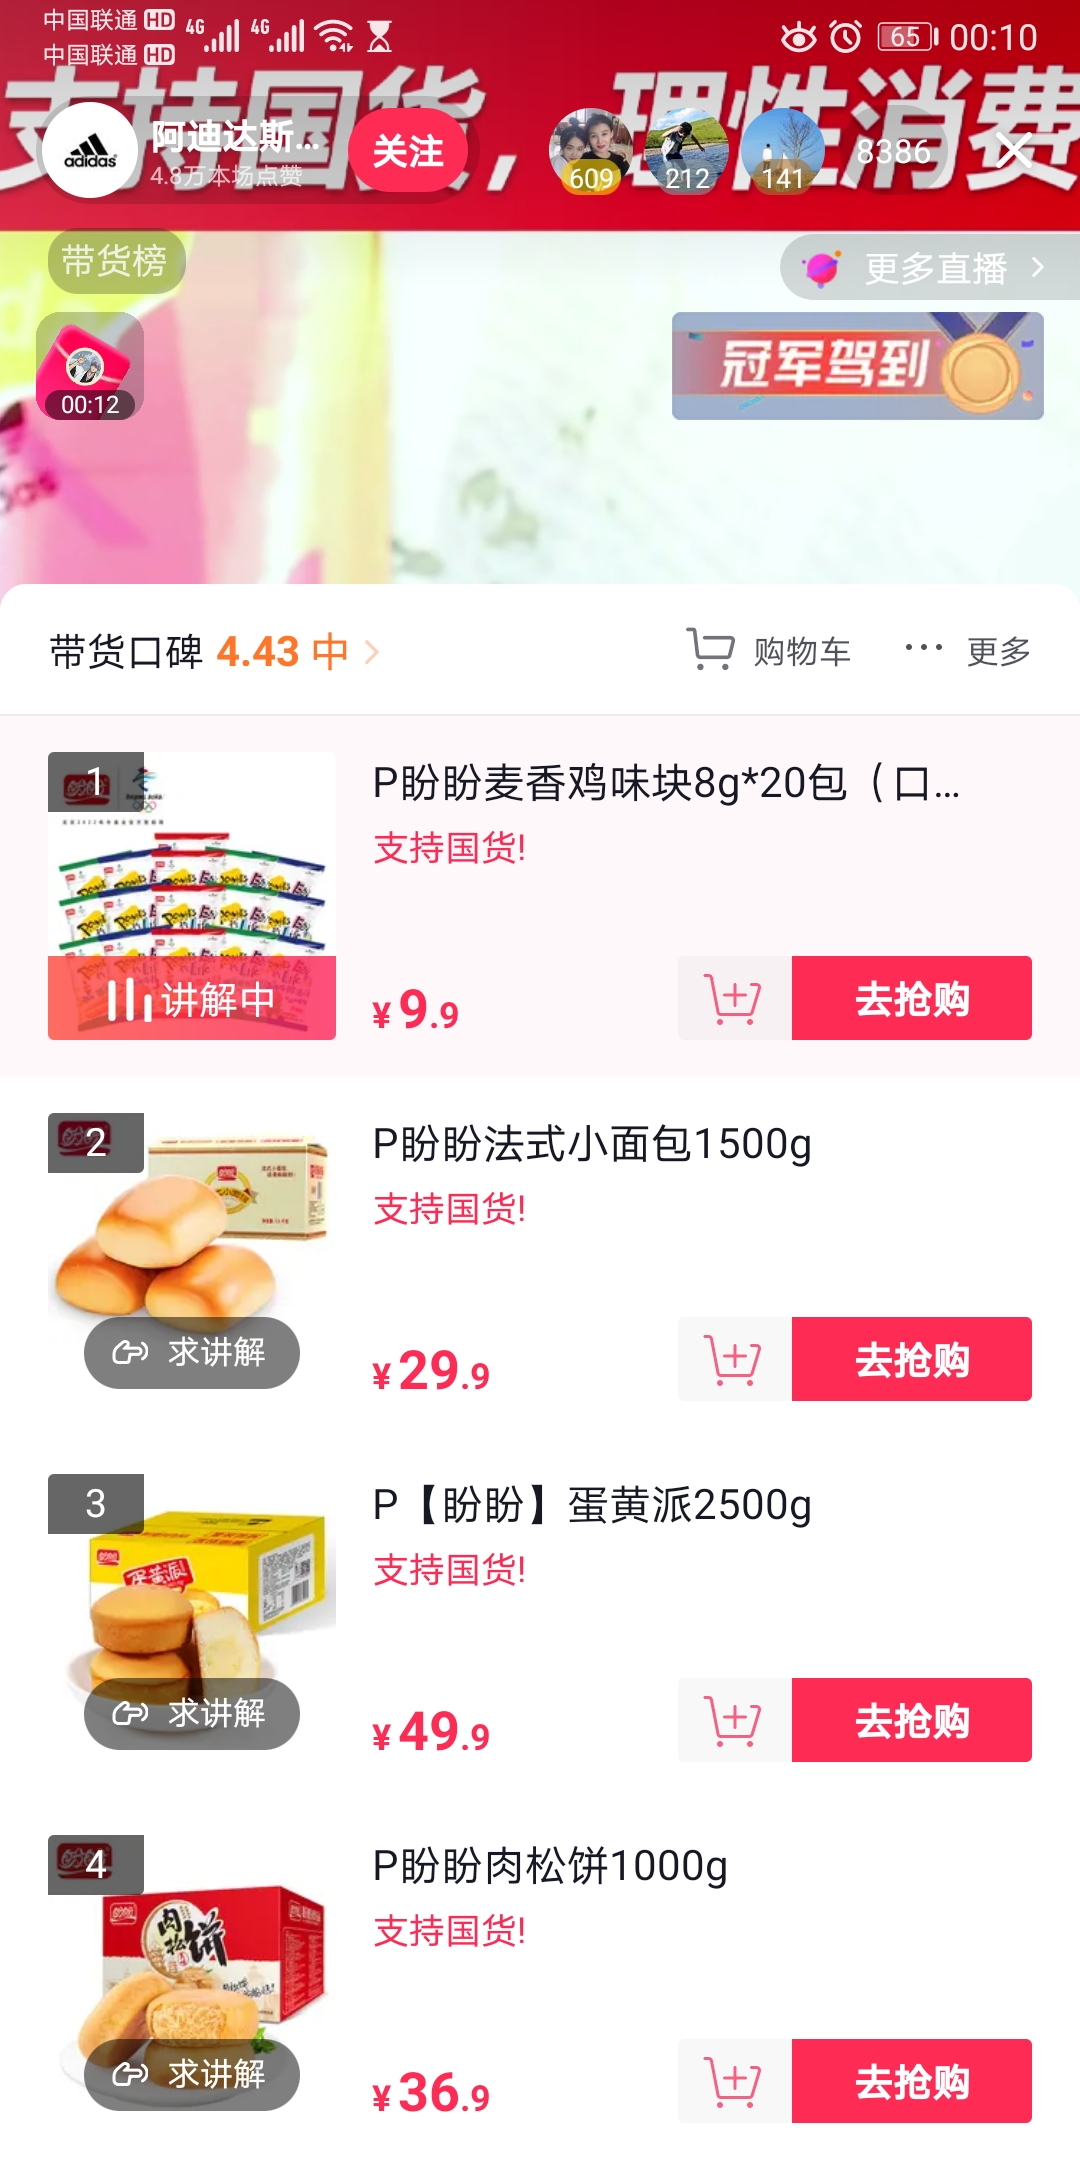 中国联通 HD 4G 4G
中国联通 HD
65 00:10
支持国货，理性消费
adidas
阿迪达斯...
4.8万本场点赞
关注
609
212
141
8386
带货榜
更多直播
00:12
冠军驾到
带货口碑 4.43 中
购物车
更多
1
P盼盼麦香鸡味块8g*20包（口...
支持国货!
讲解中
¥9.9
去抢购
2
P盼盼法式小面包1500g
支持国货!
求讲解
¥29.9
去抢购
3
P【盼盼】蛋黄派2500g
支持国货!
蛋黄派
求讲解
¥49.9
去抢购
4
P盼盼肉松饼1000g
支持国货!
肉松饼
求讲解
¥36.9
去抢购